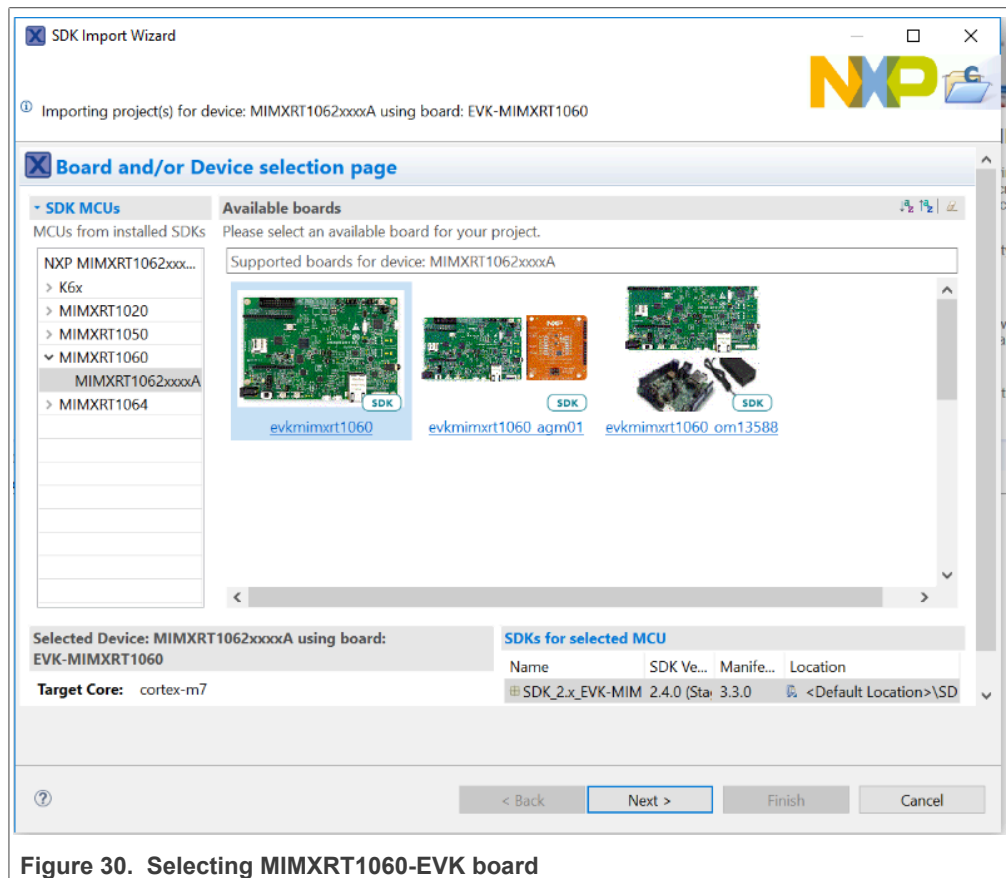 SDK Import Wizard
NXP
Importing project(s) for device: MIMXRT1062xxxxA using board: EVK-MIMXRT1060
Board and/or Device selection page
SDK MCUs
MCUs from installed SDKs
NXP MIMXRT1062xxx...
K6x
MIMXRT1020
MIMXRT1050
MIMXRT1060
MIMXRT1062xxxxA
MIMXRT1064
Available boards
Please select an available board for your project.
Supported boards for device: MIMXRT1062xxxxA
SDK
SDK
SDK
evkmimxrt1060
evkmimxrt1060_agm01
evkmimxrt1060_om13588
Selected Device: MIMXRT1062xxxxA using board:
EVK-MIMXRT1060
Target Core: cortex-m7
SDKs for selected MCU
Name SDK Ve... Manife... Location
SDK_2.x_EVK-MIM 2.4.0 (Sta 3.3.0 <Default Location>\SD
< Back Next > Finish Cancel
Figure 30. Selecting MIMXRT1060-EVK board